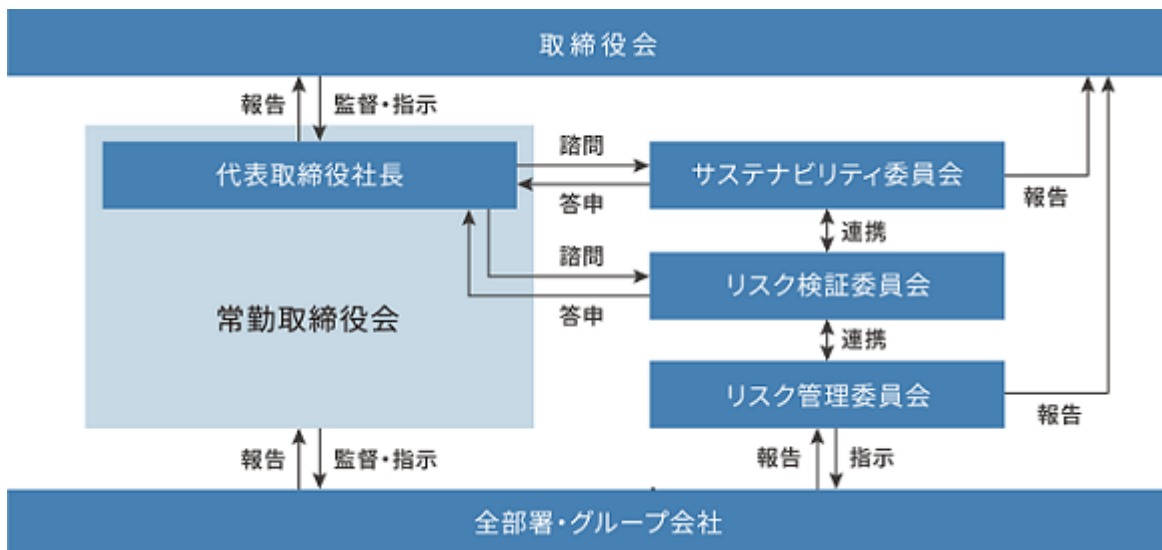 取締役会
報告
監督・指示
代表取締役社長
諮問
答申
サステナビリティ委員会
報告
連携
諮問
答申
リスク検証委員会
常勤取締役会
連携
リスク管理委員会
報告
報告
監督・指示
報告
指示
全部署・グループ会社